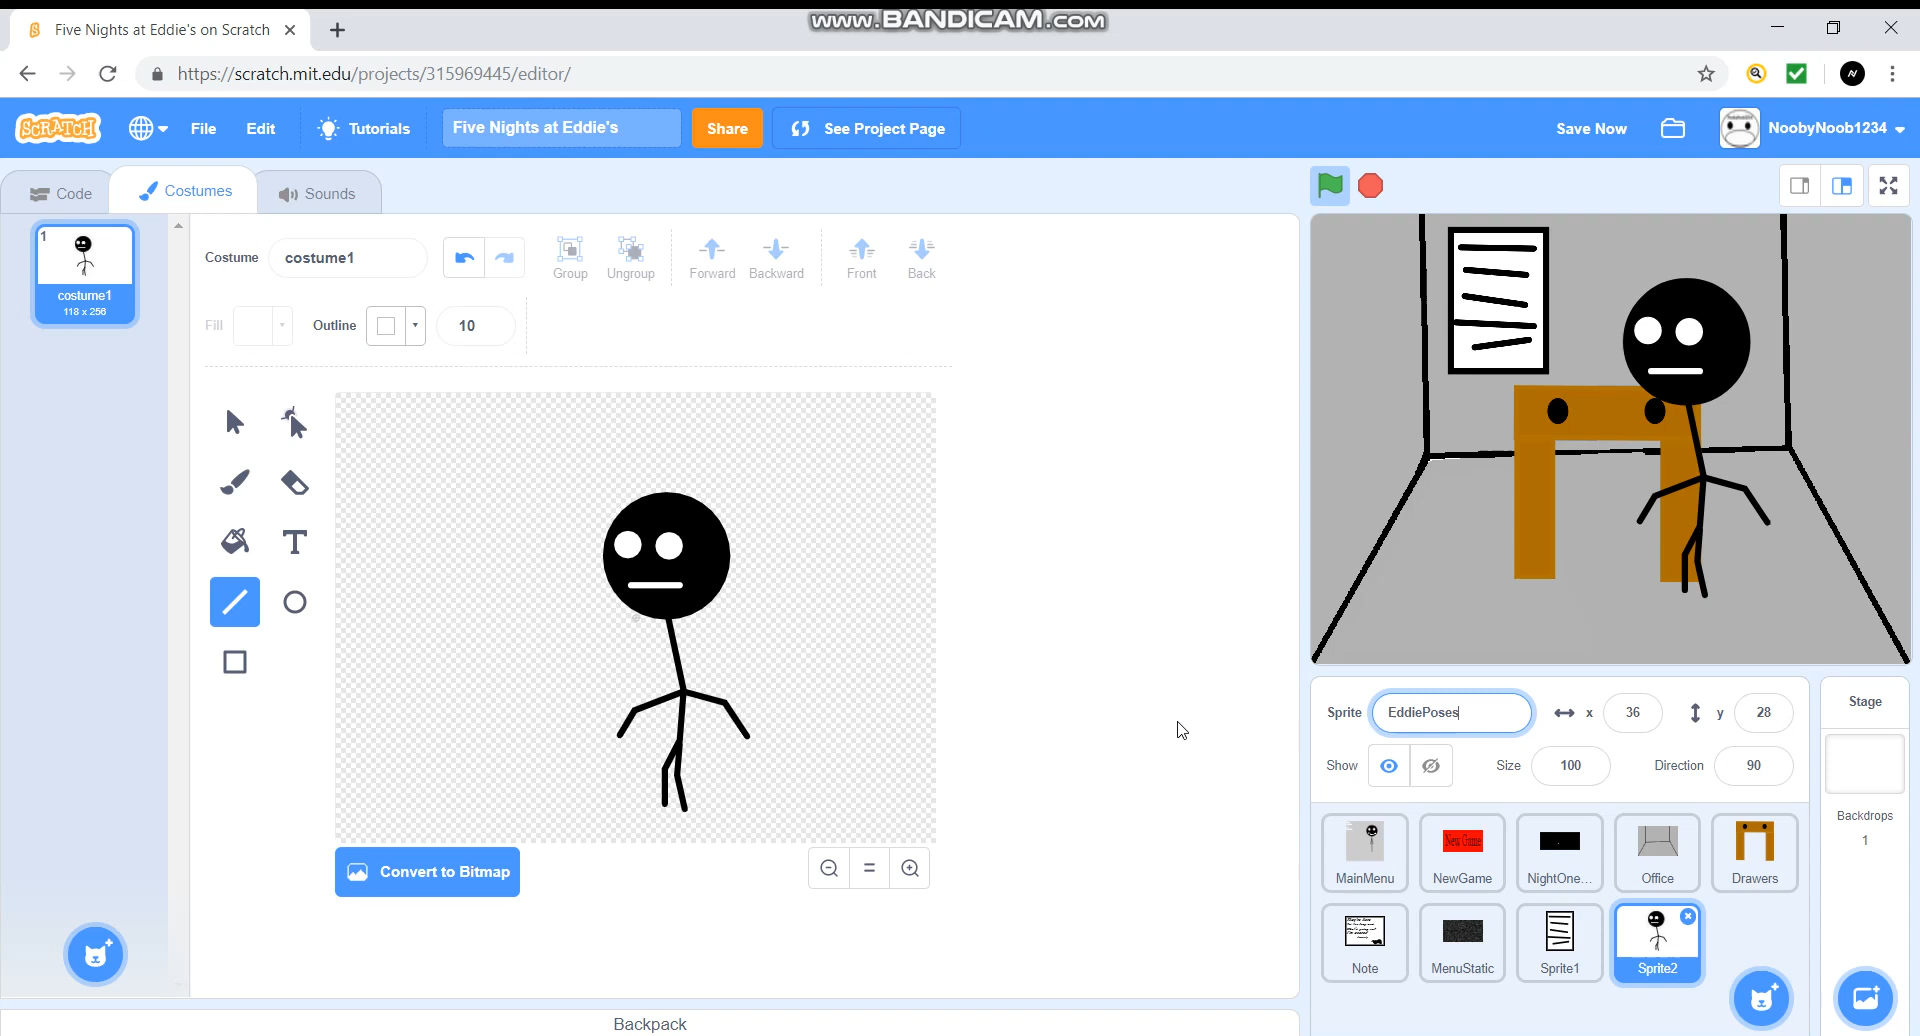 www.BANDICAM.com
Five Nights at Eddie's on Scratch
https://scratch.mit.edu/projects/315969445/editor/
SCRATCH
File
Edit
Tutorials
Five Nights at Eddie's
Share
See Project Page
Save Now
NoobyNoob1234
Code
Costumes
Sounds
1
costume1
118 x 256
Costume
costume1
Group
Ungroup
Forward
Backward
Front
Back
Fill
Outline
10
T
Convert to Bitmap
Backpack
Sprite
EddiePoses
x
36
y
28
Show
Size
100
Direction
90
Stage
Backdrops
1
New Game
MainMenu
NewGame
NightOne...
Office
Drawers
Note
MenuStatic
Sprite1
Sprite2